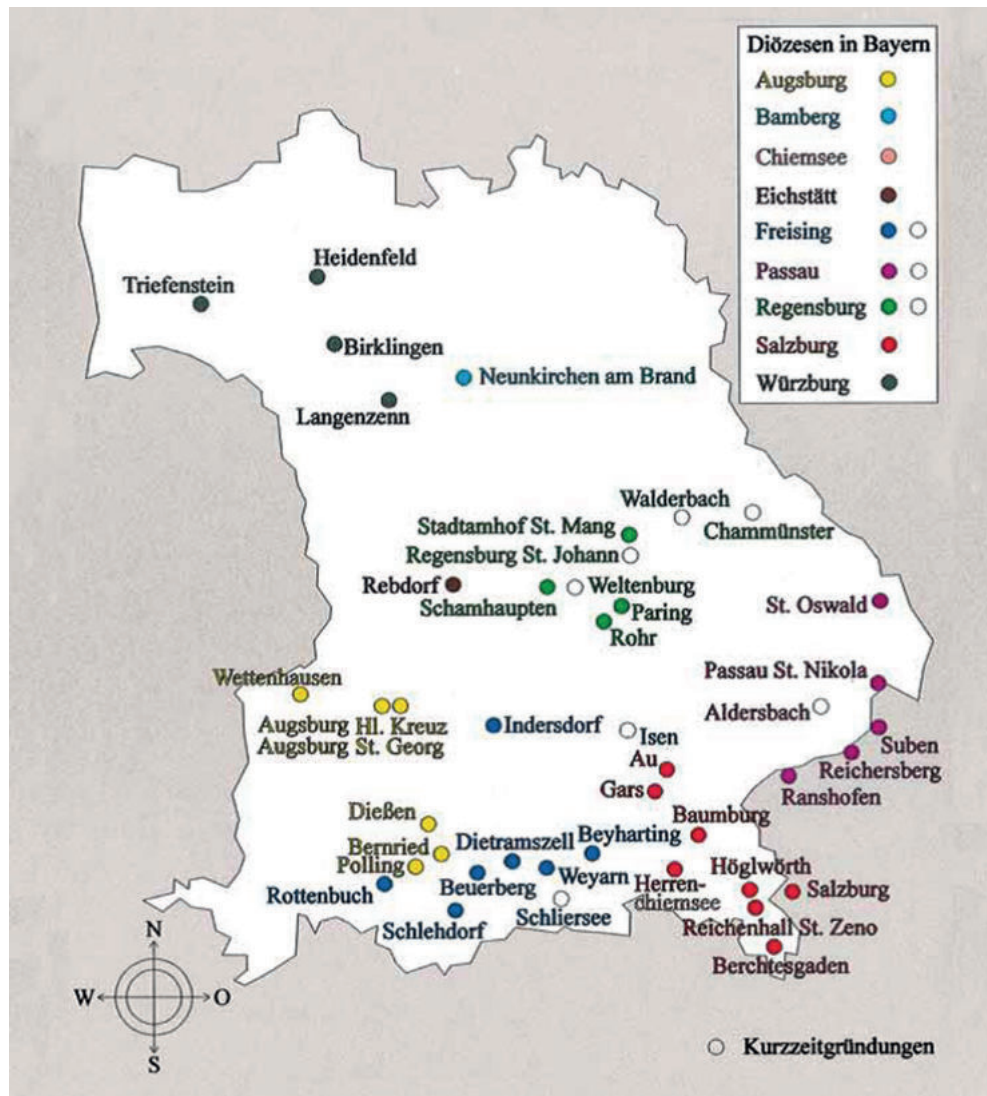 Diözesen in Bayern
Augsburg
Bamberg
Chiemsee
Eichstätt
Freising
Passau
Regensburg
Salzburg
Würzburg
Heidenfeld
Triefenstein
Birklingen
Neunkirchen am Brand
Langenzenn
Walderbach
Stadtamhof St. Mang
Chammünster
Regensburg St. Johann
Rebdorf
Weltenburg
Schamhaupten
Paring
St. Oswald
Rohr
Wettenhausen
Passau St. Nikola
Augsburg Hl. Kreuz
Augsburg St. Georg
Indersdorf
Aldersbach
Isen
Suben
Au
Reichersberg
Gars
Ranshofen
Dießen
Baumburg
Bernried
Dietramszell
Beyharting
Polling
Höglwörth
Rottenbuch
Beuerberg
Weyarn
Herren-
chiemsee
Salzburg
Schliersee
Schlehdorf
Reichenhall St. Zeno
Berchtesgaden
N
W
O
S
Kurzzeitgründungen